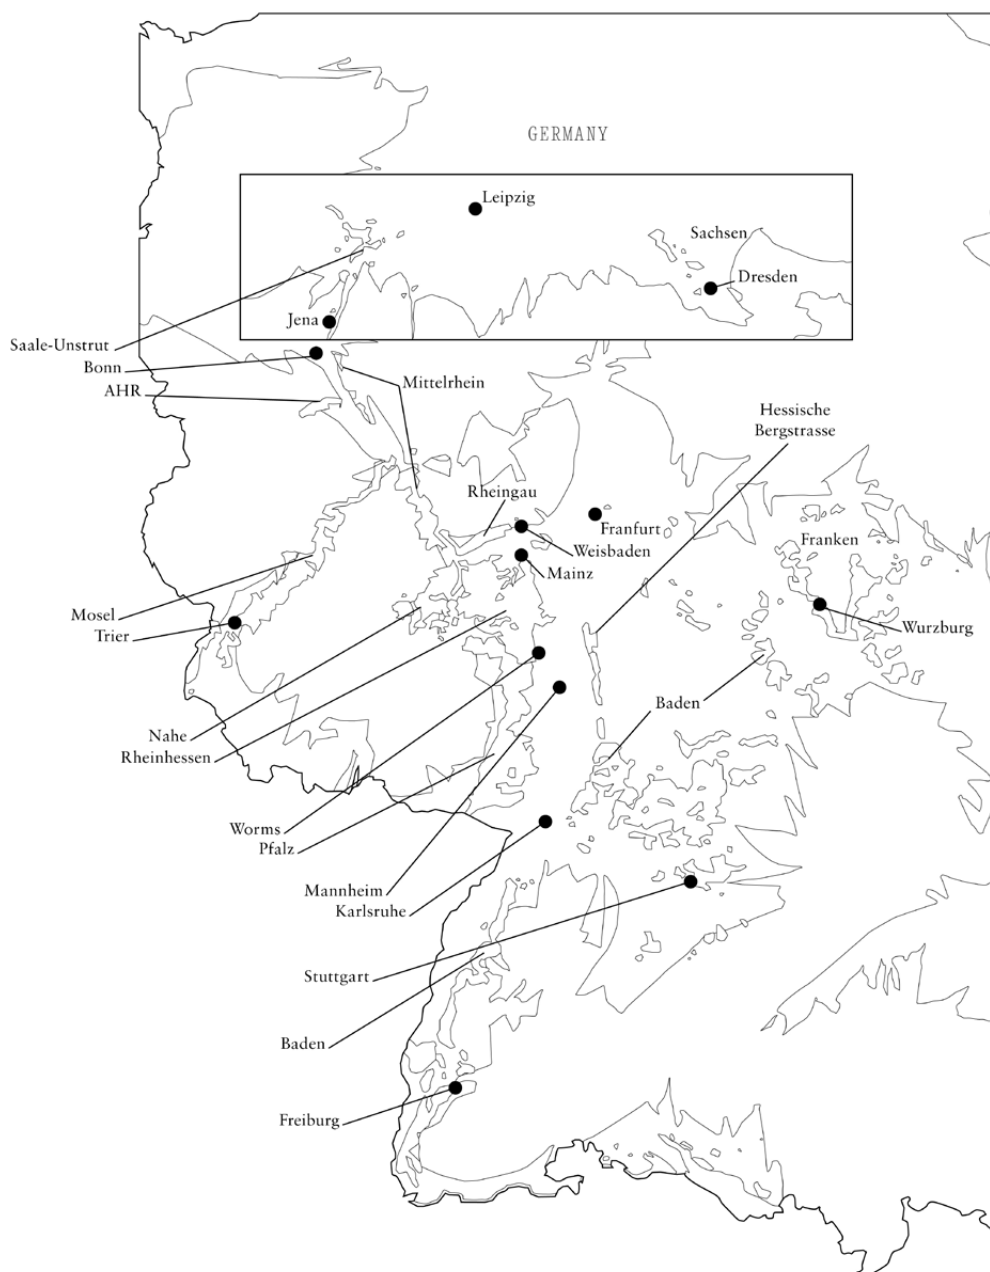 GERMANY
Leipzig
Sachsen
Dresden
Jena
Saale-Unstrut
Bonn
AHR
Mittelrhein
Hessische
Bergstrasse
Rheingau
Franfurt
Weisbaden
Mainz
Franken
Mosel
Trier
Wurzburg
Baden
Nahe
Rheinhessen
Worms
Pfalz
Mannheim
Karlsruhe
Stuttgart
Baden
Freiburg